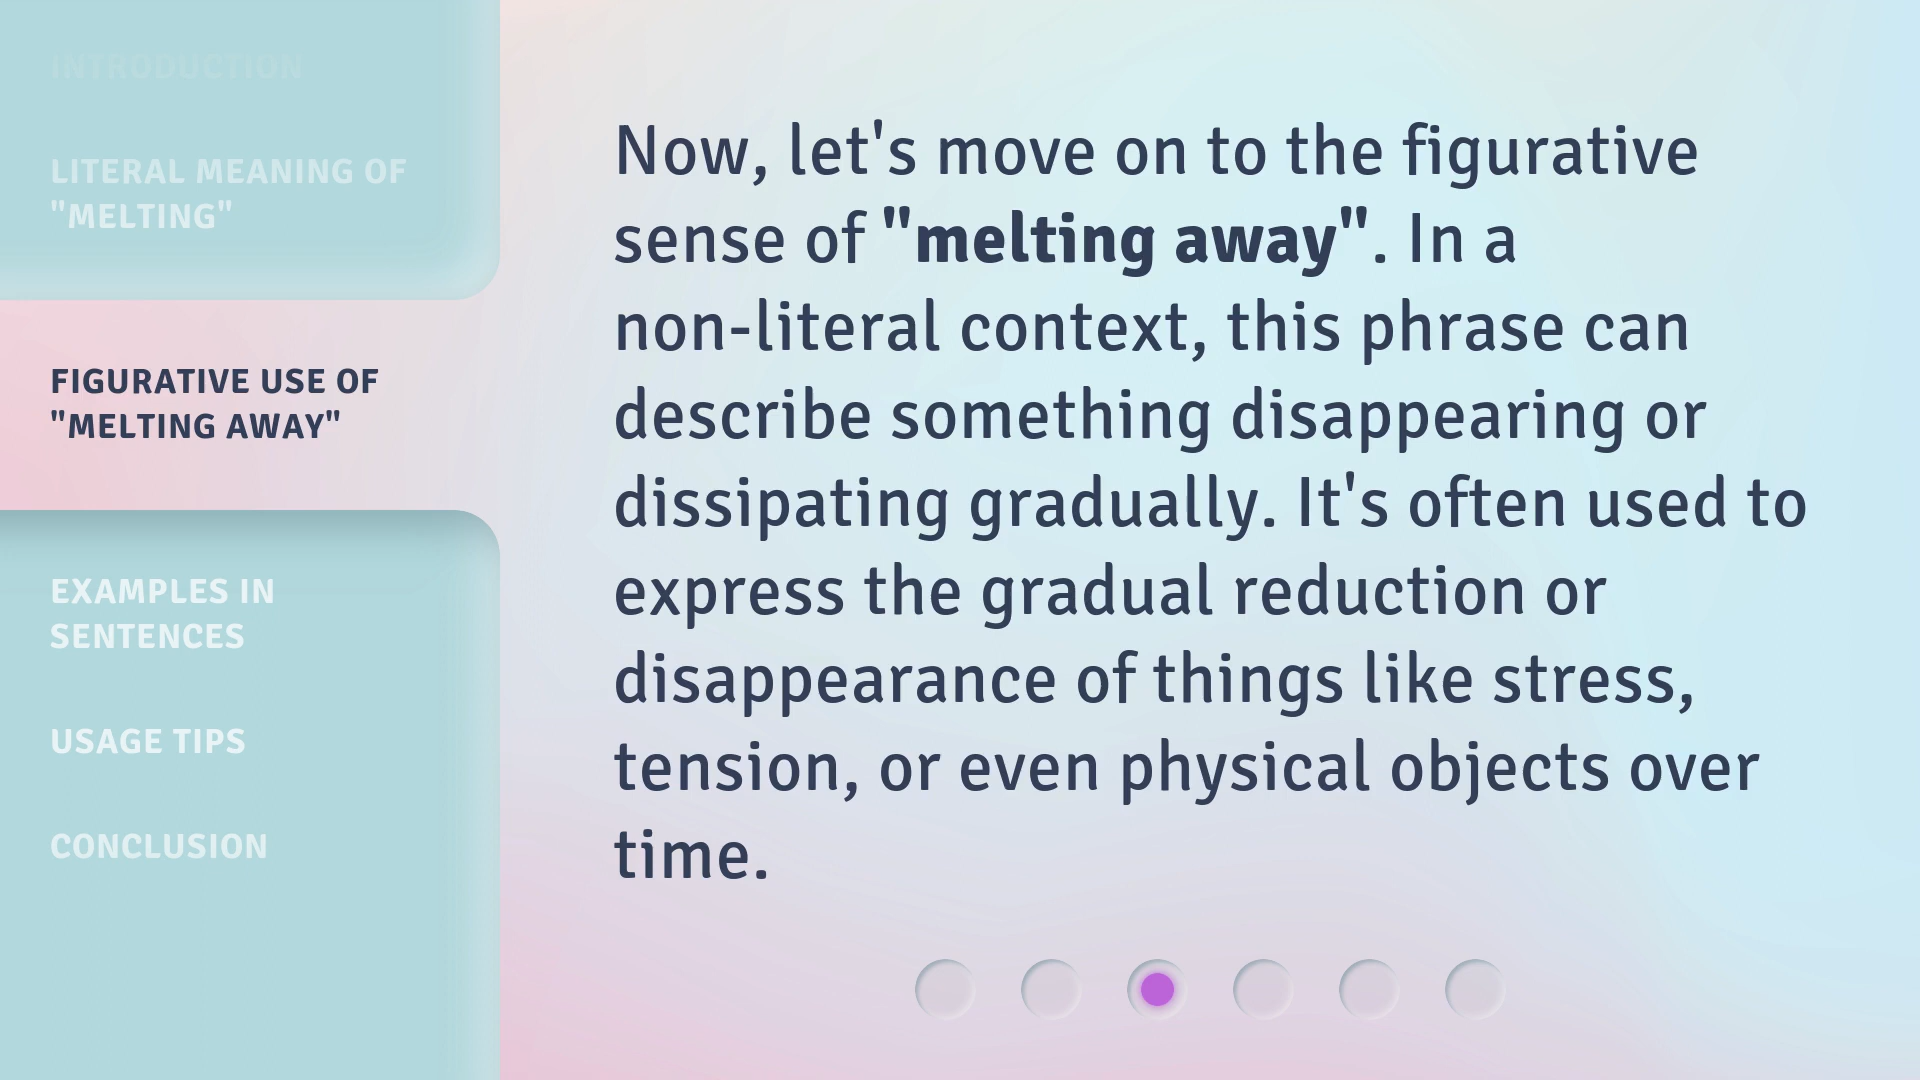 INTRODUCTION
LITERAL MEANING OF
"MELTING"
FIGURATIVE USE OF
"MELTING AWAY"
EXAMPLES IN
SENTENCES
USAGE TIPS
CONCLUSION
Now, let's move on to the figurative
sense of "melting away". In a
non-literal context, this phrase can
describe something disappearing or
dissipating gradually. It's often used to
express the gradual reduction or
disappearance of things like stress,
tension, or even physical objects over
time.